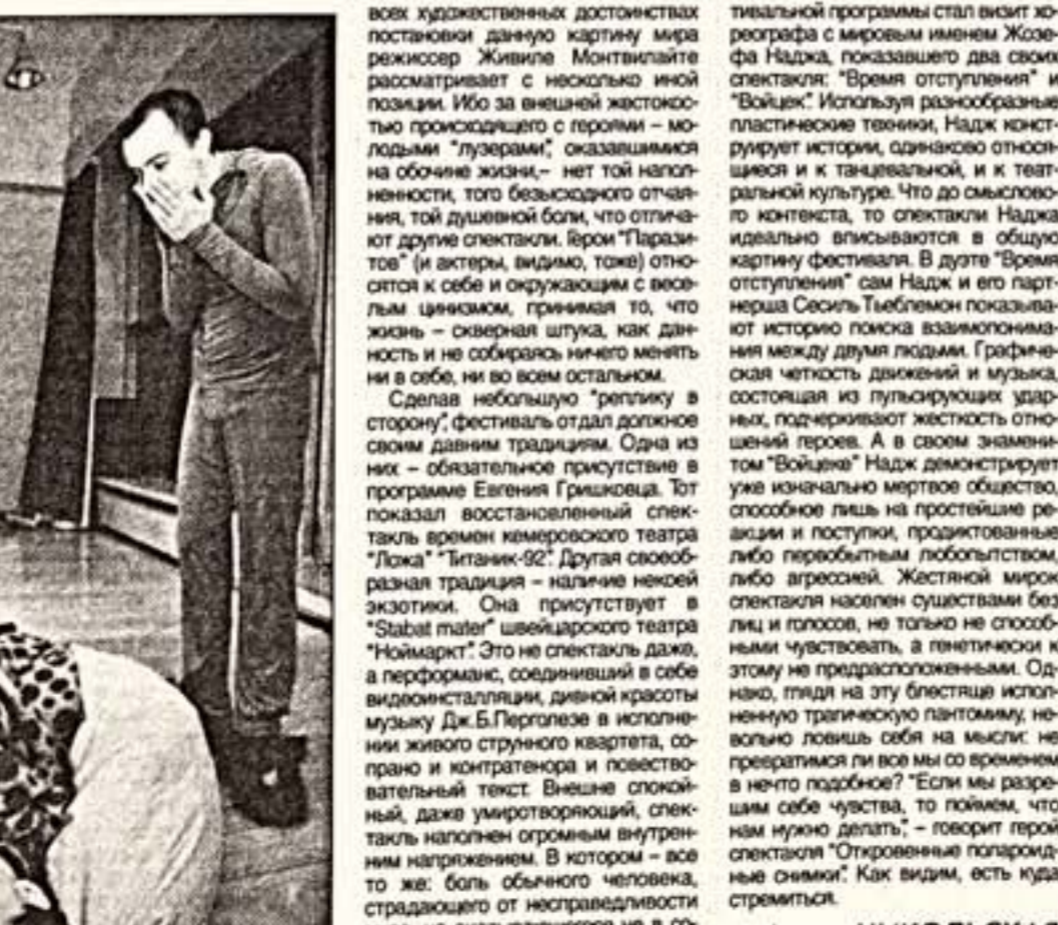 всех художественных достоинствах
постановки данную картину мира
режиссер Живиле Монтвилайте
рассматривает с несколько иной
позиции. Ибо за внешней жестокос-
тью происходящего с героями – мо-
лодыми "лузерами", оказавшимися
на обочине жизни,– нет той напол-
ненности, того безысходного отчая-
ния, той душевной боли, что отлича-
ют другие спектакли. Герои "Парази-
тов" (и актеры, видимо, тоже) отно-
сятся к себе и окружающим с весе-
лым цинизмом, принимая то, что
жизнь – скверная штука, как дан-
ность и не собираясь ничего менять
ни в себе, ни во всем остальном.
Сделав небольшую "реплику в
сторону", фестиваль отдал должное
своим давним традициям. Одна из
них – обязательное присутствие в
программе Евгения Гришковца. Тот
показал восстановленный спек-
такль времен кемеровского театра
"Ложа" "Титаник-92". Другая своеоб-
разная традиция – наличие некоей
экзотики. Она присутствует в
"Stabat mater" швейцарского театра
"Ноймаркт". Это не спектакль даже,
а перформанс, соединивший в себе
видеоинсталляции, дивной красоты
музыку Дж.Б.Перголезе в исполне-
нии живого струнного квартета, со-
прано и контратенора и повество-
вательный текст. Внешне спокой-
ный, даже умиротворяющий, спек-
такль наполнен огромным внутрен-
ним напряжением. В котором – все
то же: боль обычного человека,
страдающего от несправедливости
тивальной программы стал визит хо-
реографа с мировым именем Жозе-
фа Наджа, показавшего два своих
спектакля: "Время отступления" и
"Войцек". Используя разнообразные
пластические техники, Надж конст-
руирует истории, одинаково относя-
щиеся и к танцевальной, и к теат-
ральной культуре. Что до смыслово-
го контекста, то спектакли Наджа
идеально вписываются в общую
картину фестиваля. В дуэте "Время
отступления" сам Надж и его парт-
нерша Сесиль Тьеблемон показыва-
ют историю поиска взаимопонима-
ния между двумя людьми. Графиче-
ская четкость движений и музыка,
состоящая из пульсирующих удар-
ных, подчеркивают жесткость отно-
шений героев. А в своем знамени-
том "Войцеке" Надж демонстрирует
уже изначально мертвое общество,
способное лишь на простейшие ре-
акции и поступки, продиктованные
либо первобытным любопытством,
либо агрессией. Жестяной мирок
спектакля населен существами без
лиц и голосов, не только не способ-
ными чувствовать, а генетически к
этому не предрасположенными. Од-
нако, глядя на эту блестяще испол-
ненную трагическую пантомиму, не-
вольно ловишь себя на мысли: не
превратимся ли все мы со временем
в нечто подобное? "Если мы разре-
шим себе чувства, то поймем, что
нам нужно делать", – говорит герой
спектакля "Откровенные полароид-
ные снимки". Как видим, есть куда
стремиться.